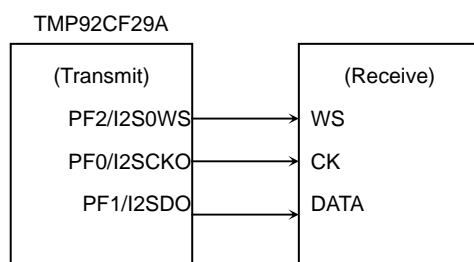 TMP92CF29A
(Transmit)
(Receive)
PF2/I2S0WS
WS
PF0/I2SCKO
CK
PF1/I2SDO
DATA